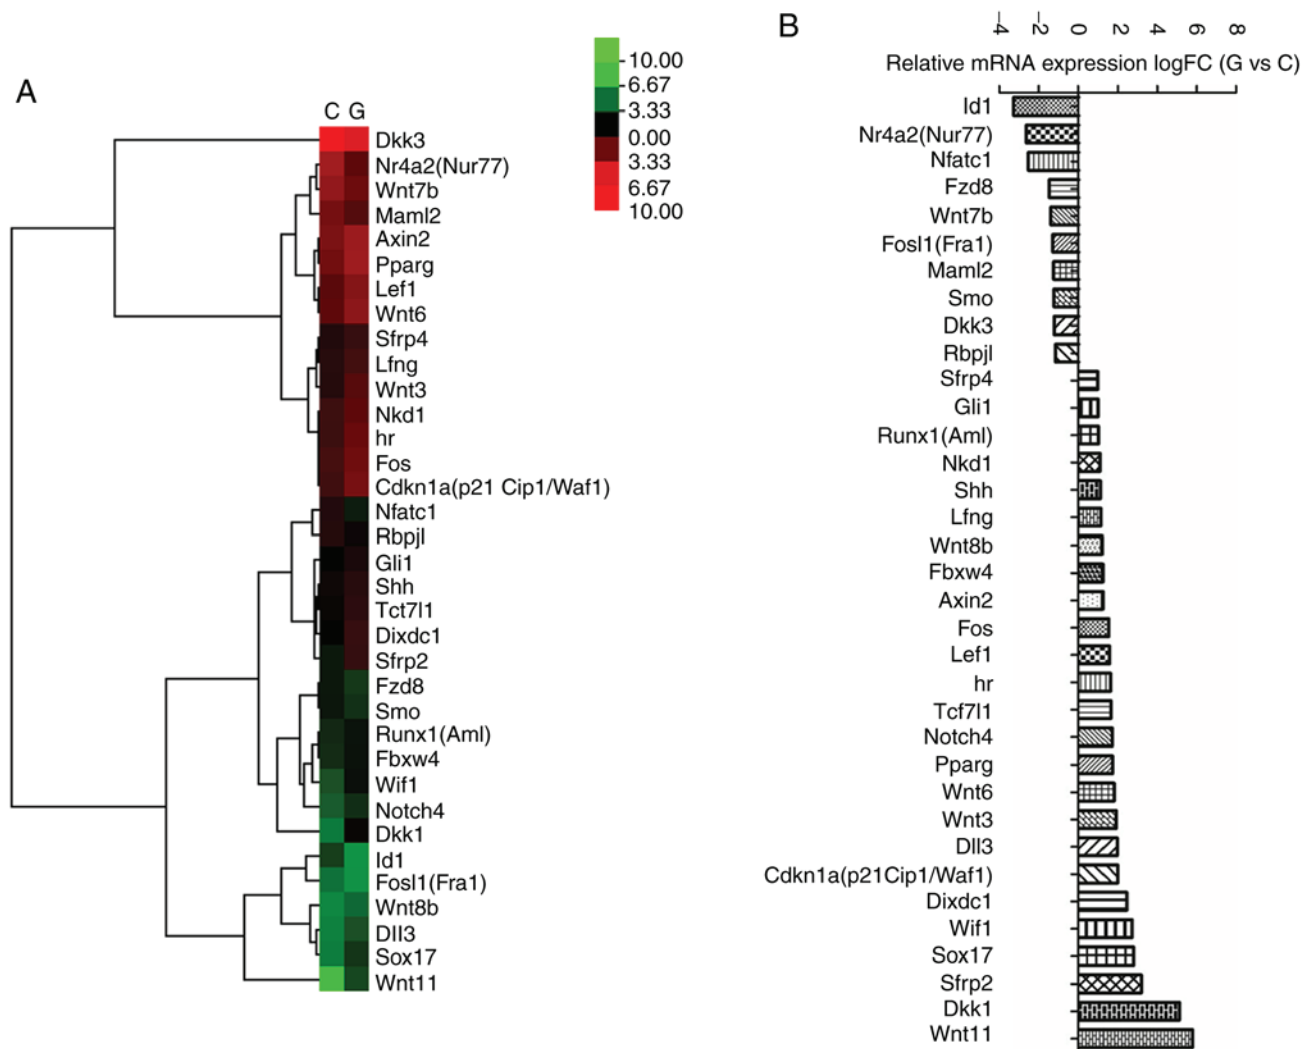 A
C G
Dkk3
Nr4a2(Nur77)
Wnt7b
Maml2
Axin2
Pparg
Lef1
Wnt6
Sfrp4
Lfng
Wnt3
Nkd1
hr
Fos
Cdkn1a(p21 Cip1/Waf1)
Nfatc1
Rbpjl
Gli1
Shh
Tct7l1
Dixdc1
Sfrp2
Fzd8
Smo
Runx1(Aml)
Fbxw4
Wif1
Notch4
Dkk1
Id1
Fosl1(Fra1)
Wnt8b
Dll3
Sox17
Wnt11
10.00
6.67
3.33
0.00
3.33
6.67
10.00
B
-4 -2 0 2 4 6 8
Relative mRNA expression logFC (G vs C)
Id1
Nr4a2(Nur77)
Nfatc1
Fzd8
Wnt7b
Fosl1(Fra1)
Maml2
Smo
Dkk3
Rbpjl
Sfrp4
Gli1
Runx1(Aml)
Nkd1
Shh
Lfng
Wnt8b
Fbxw4
Axin2
Fos
Lef1
hr
Tcf7l1
Notch4
Pparg
Wnt6
Wnt3
Dll3
Cdkn1a(p21Cip1/Waf1)
Dixdc1
Wif1
Sox17
Sfrp2
Dkk1
Wnt11